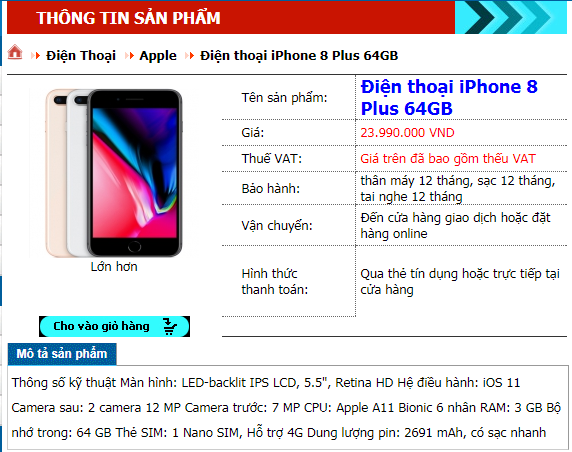 THÔNG TIN SẢN PHẨM
Điện Thoại Apple Điện thoại iPhone 8 Plus 64GB
Tên sản phẩm:
Điện thoại iPhone 8
Plus 64GB
Giá:
23.990.000 VND
Thuế VAT:
Giá trên đã bao gồm thếu VAT
Bảo hành:
thân máy 12 tháng, sạc 12 tháng,
tai nghe 12 tháng
Vận chuyển:
Đến cửa hàng giao dịch hoặc đặt
hàng online
Hình thức
thanh toán:
Qua thẻ tín dụng hoặc trực tiếp tại
cửa hàng
Lớn hơn
Cho vào giỏ hàng
Mô tả sản phẩm
Thông số kỹ thuật Màn hình: LED-backlit IPS LCD, 5.5", Retina HD Hệ điều hành: iOS 11
Camera sau: 2 camera 12 MP Camera trước: 7 MP CPU: Apple A11 Bionic 6 nhân RAM: 3 GB Bộ
nhớ trong: 64 GB Thẻ SIM: 1 Nano SIM, Hỗ trợ 4G Dung lượng pin: 2691 mAh, có sạc nhanh